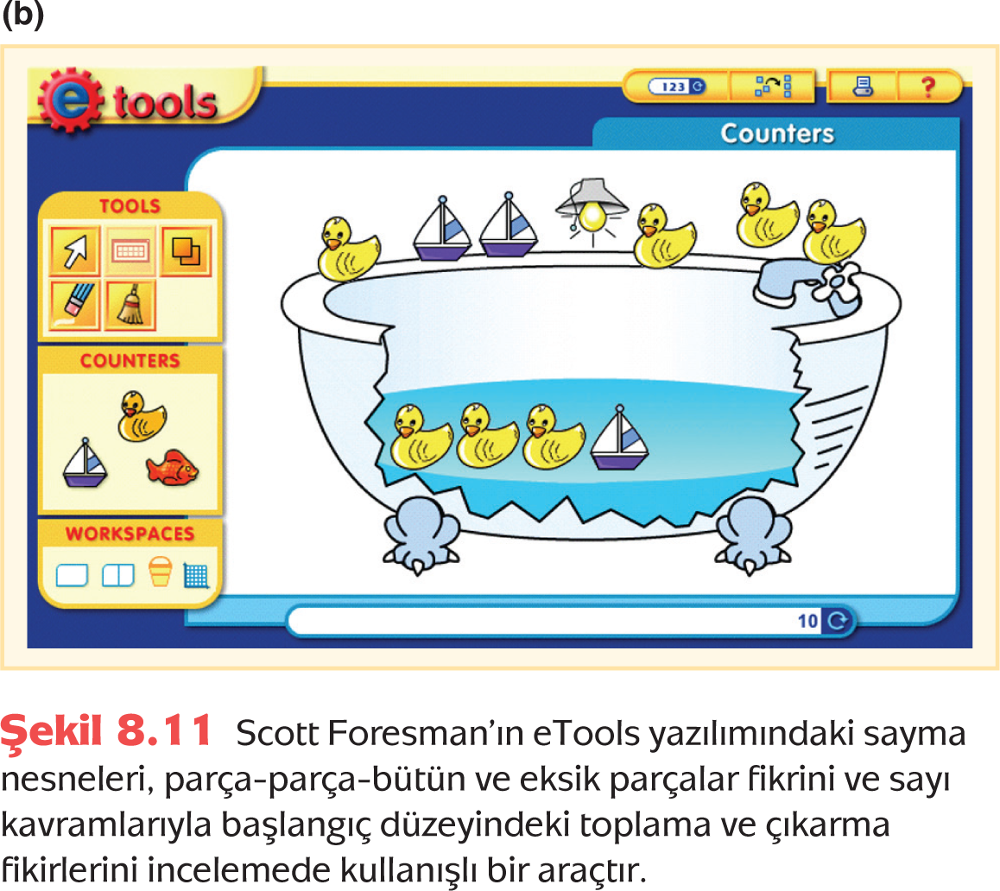 (b)
e tools
123
?
Counters
TOOLS
COUNTERS
WORKSPACES
10
Şekil 8.11 Scott Foresman’ın eTools yazılımındaki sayma
nesneleri, parça-parça-bütün ve eksik parçalar fikrini ve sayı
kavramlarıyla başlangıç düzeyindeki toplama ve çıkarma
fikirlerini incelemede kullanışlı bir araçtır.